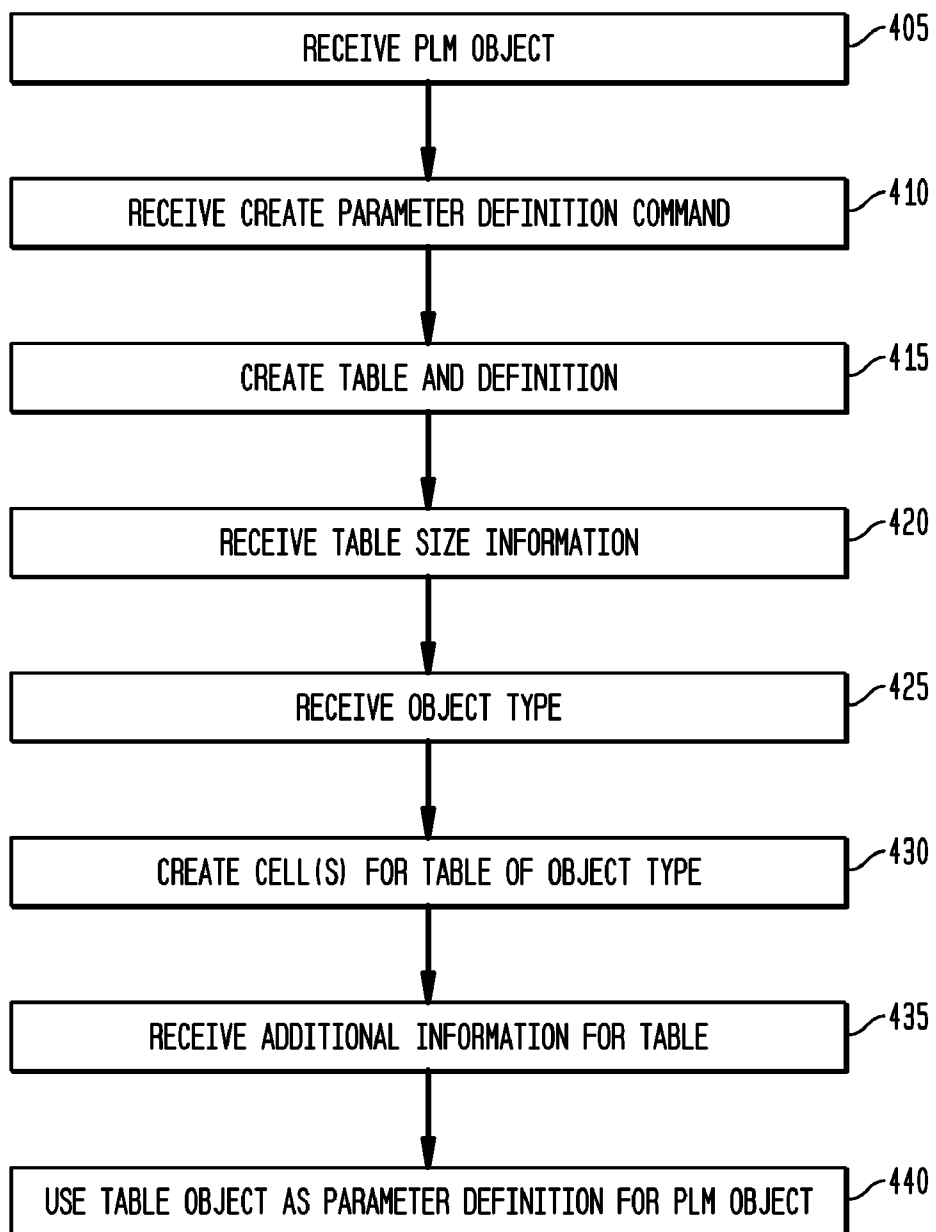 RECEIVE PLM OBJECT
405
RECEIVE CREATE PARAMETER DEFINITION COMMAND
410
CREATE TABLE AND DEFINITION
415
RECEIVE TABLE SIZE INFORMATION
420
RECEIVE OBJECT TYPE
425
CREATE CELL(S) FOR TABLE OF OBJECT TYPE
430
RECEIVE ADDITIONAL INFORMATION FOR TABLE
435
USE TABLE OBJECT AS PARAMETER DEFINITION FOR PLM OBJECT
440